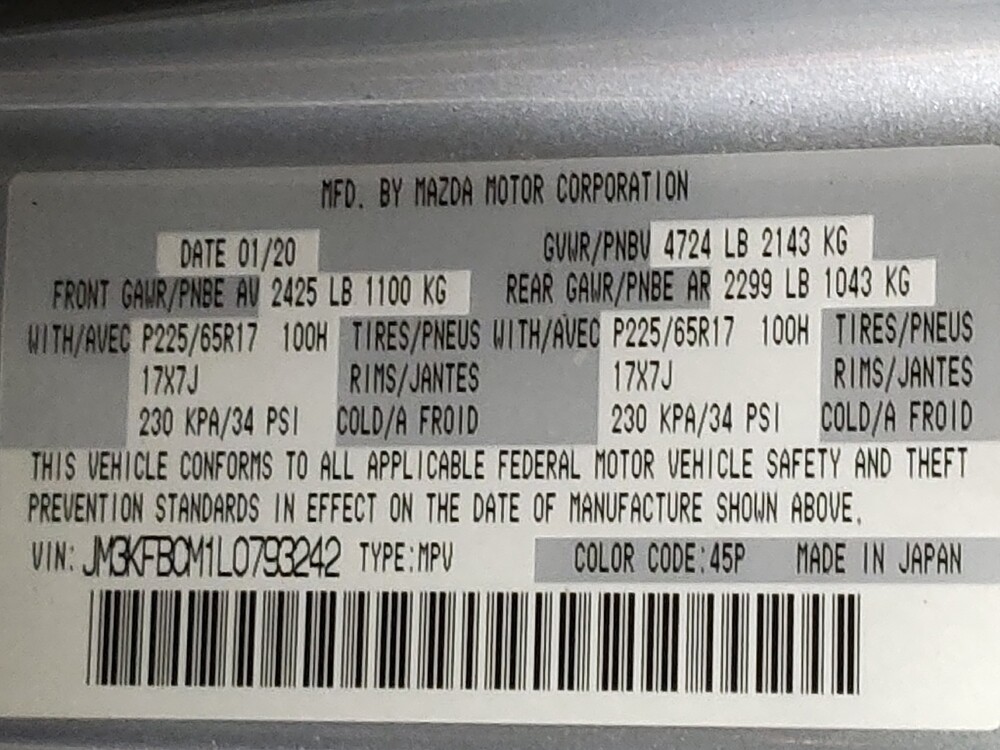 MFD. BY MAZDA MOTOR CORPORATION
DATE 01/20 GVWR/PNBV 4724 LB 2143 KG
FRONT GAWR/PNBE AV 2425 LB 1100 KG REAR GAWR/PNBE AR 2299 LB 1043 KG
WITH/AVEC P225/65R17 100H TIRES/PNEUS WITH/AVEC P225/65R17 100H TIRES/PNEUS
17X7J RIMS/JANTES 17X7J RIMS/JANTES
230 KPA/34 PSI COLD/A FROID 230 KPA/34 PSI COLD/A FROID
THIS VEHICLE CONFORMS TO ALL APPLICABLE FEDERAL MOTOR VEHICLE SAFETY AND THEFT
PREVENTION STANDARDS IN EFFECT ON THE DATE OF MANUFACTURE SHOWN ABOVE.
VIN: JM3KFBCM1L0793242 TYPE:MPV COLOR CODE:45P MADE IN JAPAN